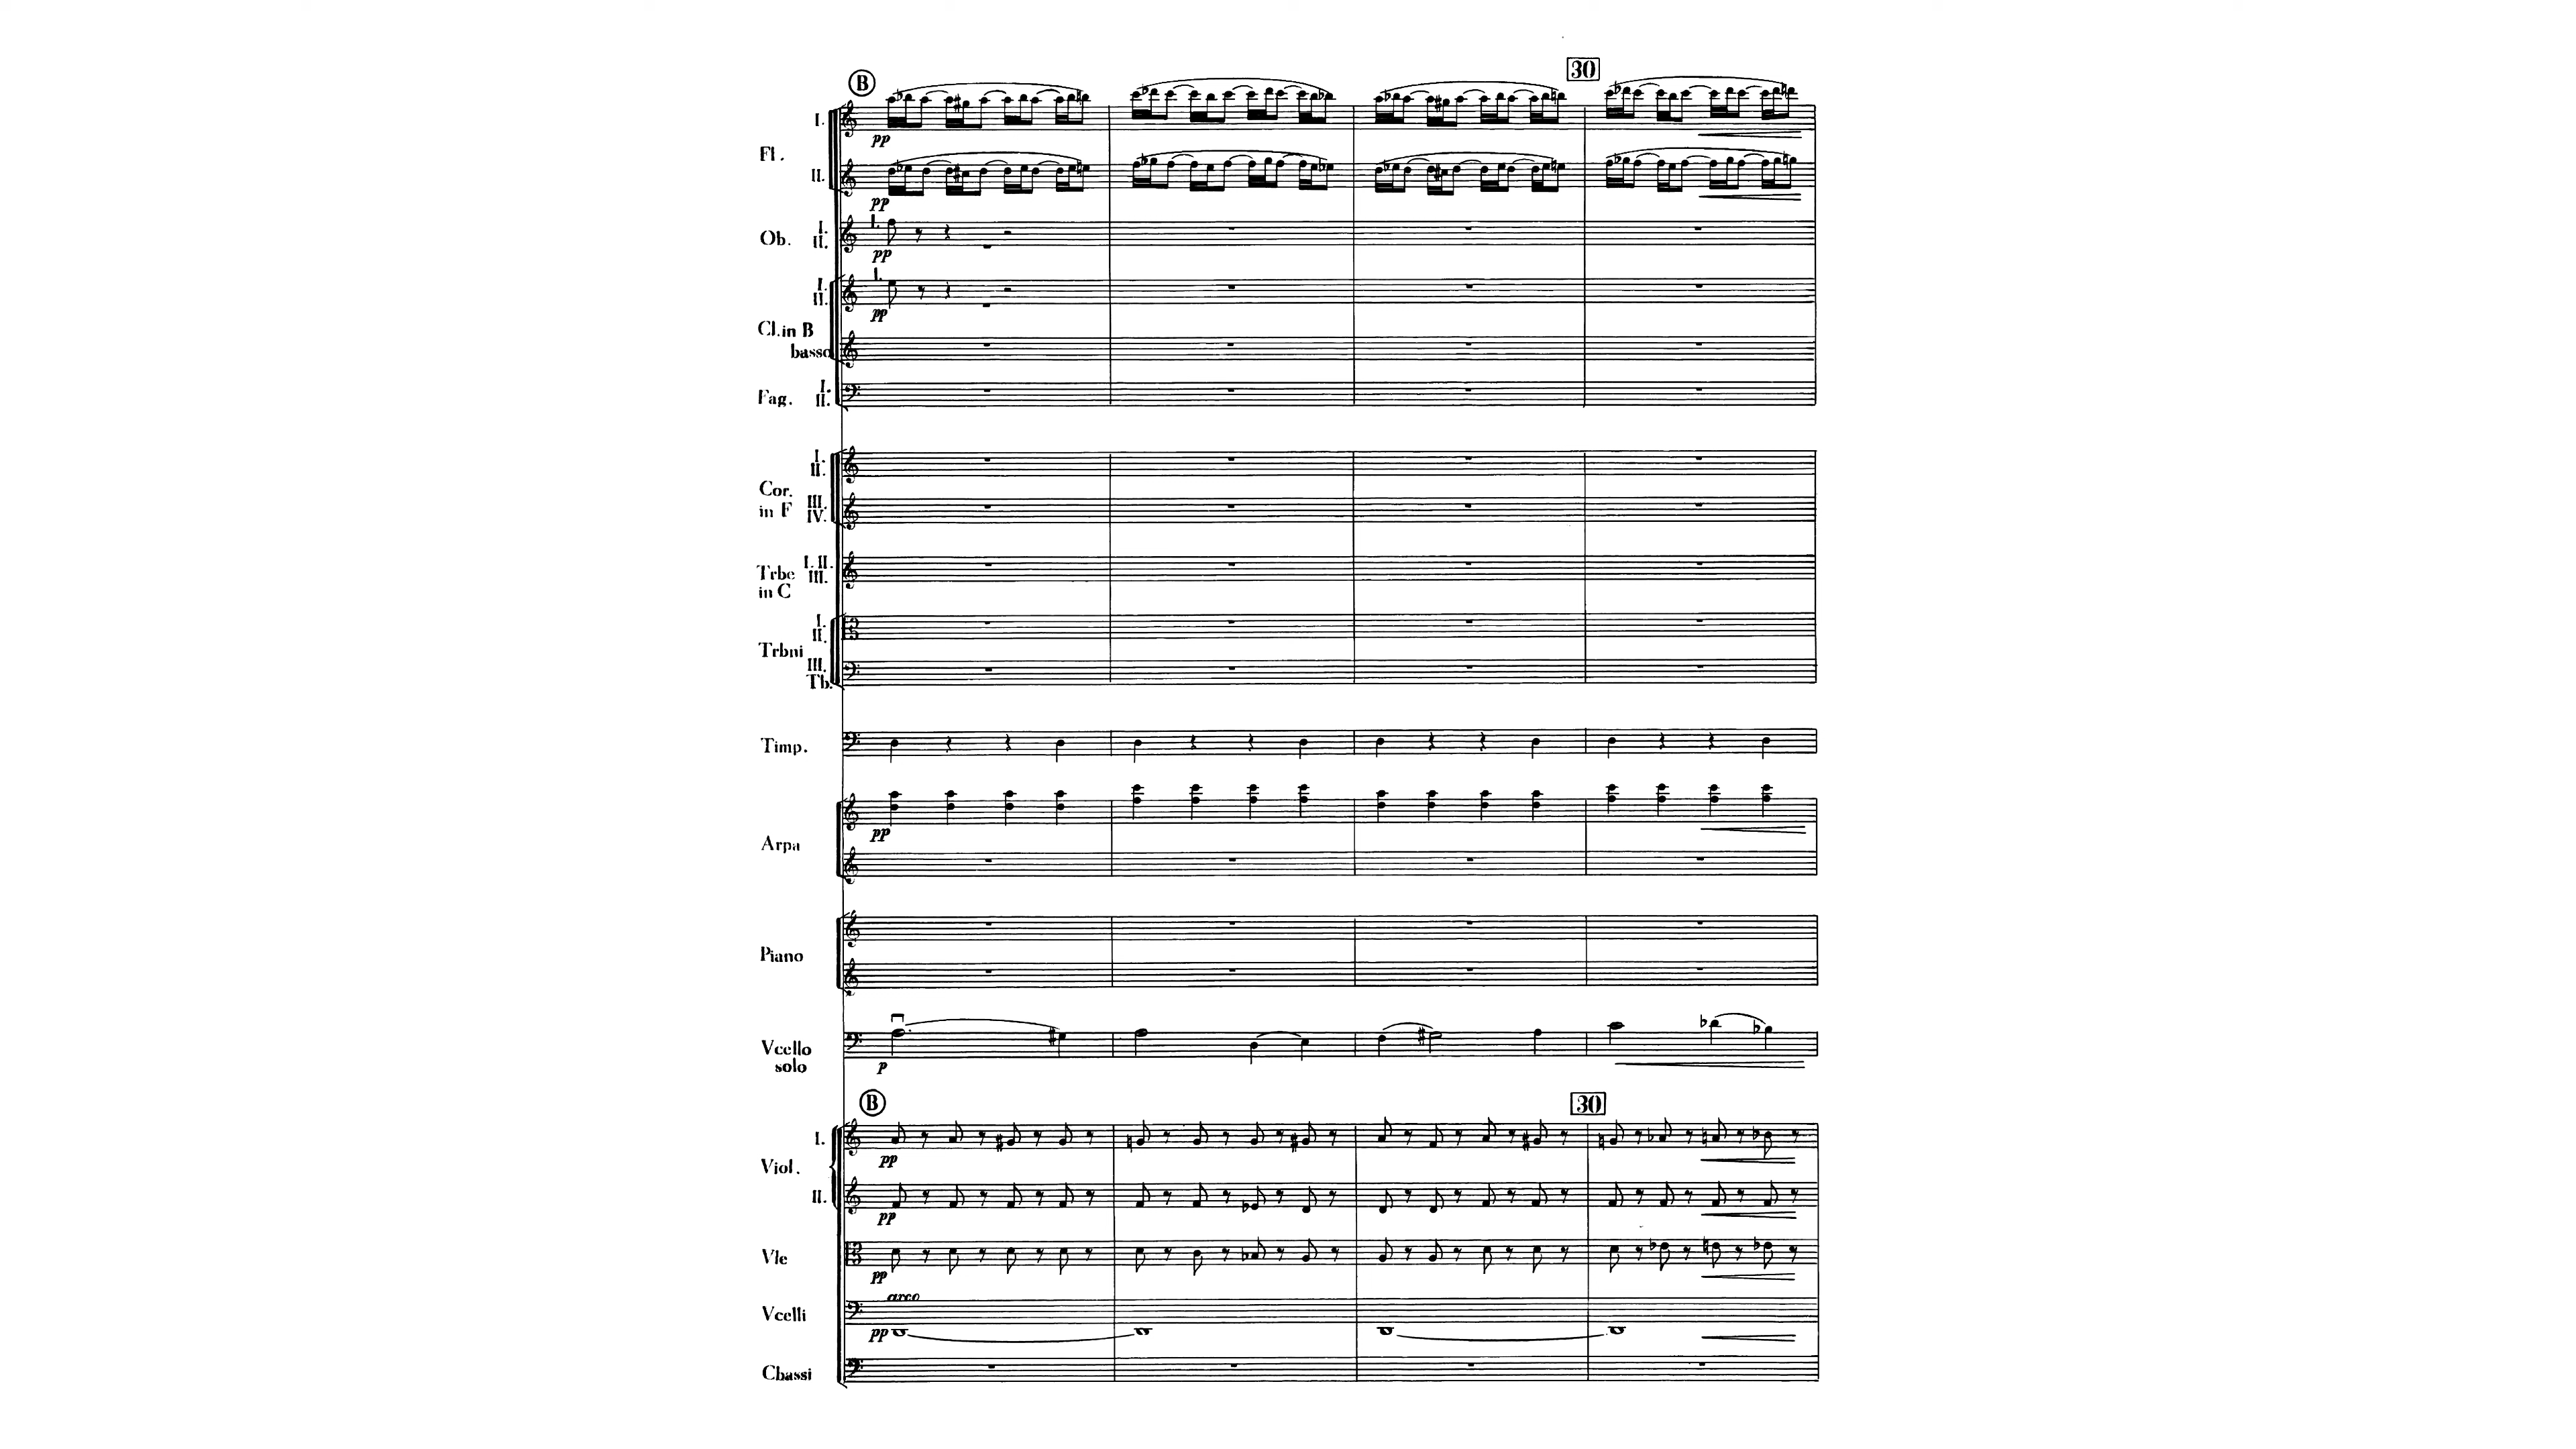 B
30
I.
pp
Fl.
II.
pp
I.
Ob. I.
II.
pp
I.
I.
II.
pp
Cl. in B
basso
Fag. I.
II.
I.
II.
Cor.
in F III.
IV.
Trbe I. II.
III.
in C
I.
II.
Trbni
III.
Tb.
Timp.
pp
Arpa
Piano
Vcello
solo
p
B
30
I.
pp
Viol.
II.
pp
Vle
pp
arco
Vcelli
pp
Cbassi